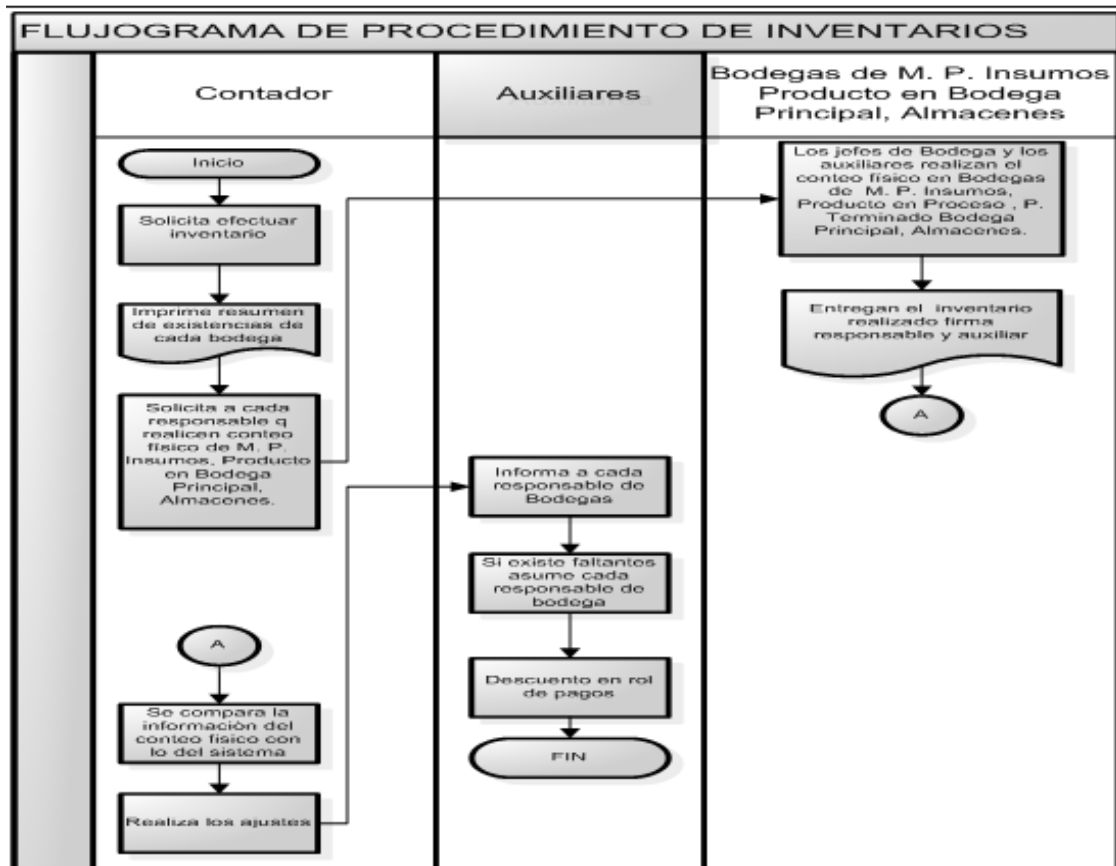 FLUJOGRAMA DE PROCEDIMIENTO DE INVENTARIOS
Contador
Auxiliares
Bodegas de M. P. Insumos
Producto en Bodega
Principal, Almacenes
Inicio
Solicita efectuar
inventario
Imprime resumen
de existencias de
cada bodega
Solicita a cada
responsable q
realicen conteo
físico de M. P.
Insumos, Producto
en Bodega
Principal,
Almacenes.
A
Se compara la
información del
conteo físico con
lo del sistema
Realiza los ajustes
Informa a cada
responsable de
Bodegas
Si existe faltantes
asume cada
responsable de
bodega
Descuento en rol
de pagos
FIN
Los jefes de Bodega y los
auxiliares realizan el
conteo físico en Bodegas
de M. P. Insumos,
Producto en Proceso , P.
Terminado Bodega
Principal, Almacenes.
Entregan el inventario
realizado firma
responsable y auxiliar
A